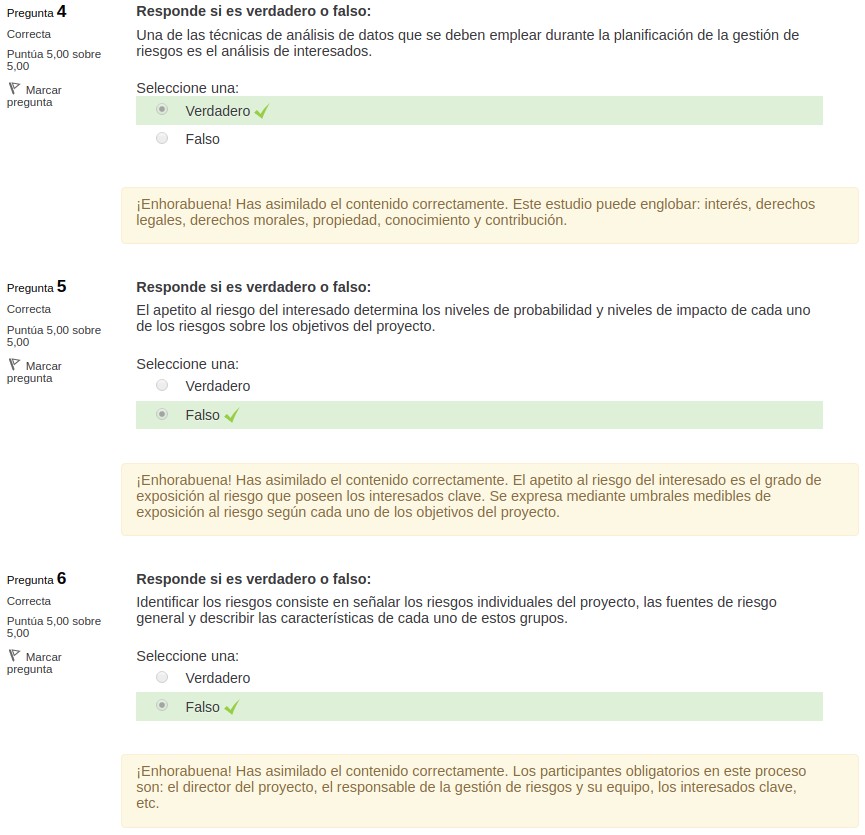 Pregunta 4
Correcta
Puntúa 5,00 sobre
5,00
Marcar
pregunta
Responde si es verdadero o falso:
Una de las técnicas de análisis de datos que se deben emplear durante la planificación de la gestión de
riesgos es el análisis de interesados.
Seleccione una:
Verdadero
Falso
¡Enhorabuena! Has asimilado el contenido correctamente. Este estudio puede englobar: interés, derechos
legales, derechos morales, propiedad, conocimiento y contribución.
Pregunta 5
Correcta
Puntúa 5,00 sobre
5,00
Marcar
pregunta
Responde si es verdadero o falso:
El apetito al riesgo del interesado determina los niveles de probabilidad y niveles de impacto de cada uno
de los riesgos sobre los objetivos del proyecto.
Seleccione una:
Verdadero
Falso
¡Enhorabuena! Has asimilado el contenido correctamente. El apetito al riesgo del interesado es el grado de
exposición al riesgo que poseen los interesados clave. Se expresa mediante umbrales medibles de
exposición al riesgo según cada uno de los objetivos del proyecto.
Pregunta 6
Correcta
Puntúa 5,00 sobre
5,00
Marcar
pregunta
Responde si es verdadero o falso:
Identificar los riesgos consiste en señalar los riesgos individuales del proyecto, las fuentes de riesgo
general y describir las características de cada uno de estos grupos.
Seleccione una:
Verdadero
Falso
¡Enhorabuena! Has asimilado el contenido correctamente. Los participantes obligatorios en este proceso
son: el director del proyecto, el responsable de la gestión de riesgos y su equipo, los interesados clave,
etc.